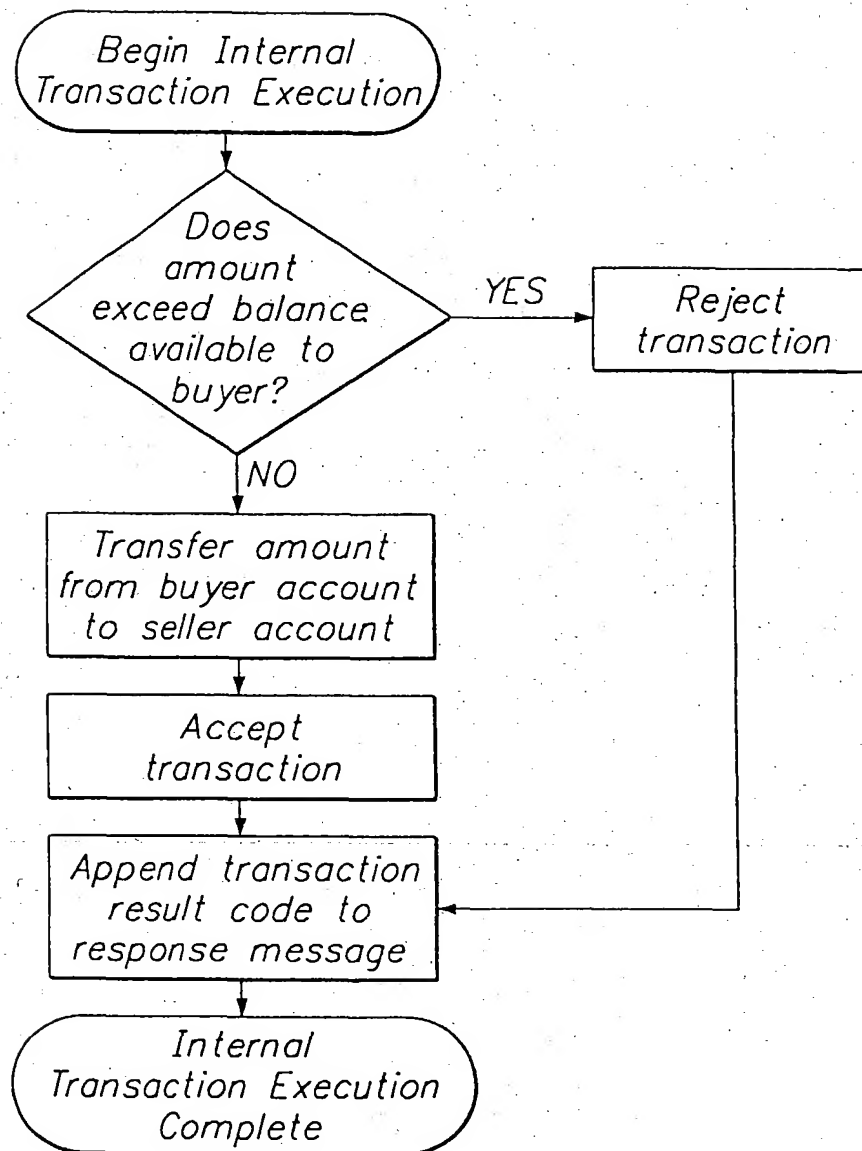 Begin Internal
Transaction Execution
Does
amount
exceed balance
available to
buyer?
YES
Reject
transaction
NO
Transfer amount
from buyer account
to seller account
Accept
transaction
Append transaction
result code to
response message
Internal
Transaction Execution
Complete